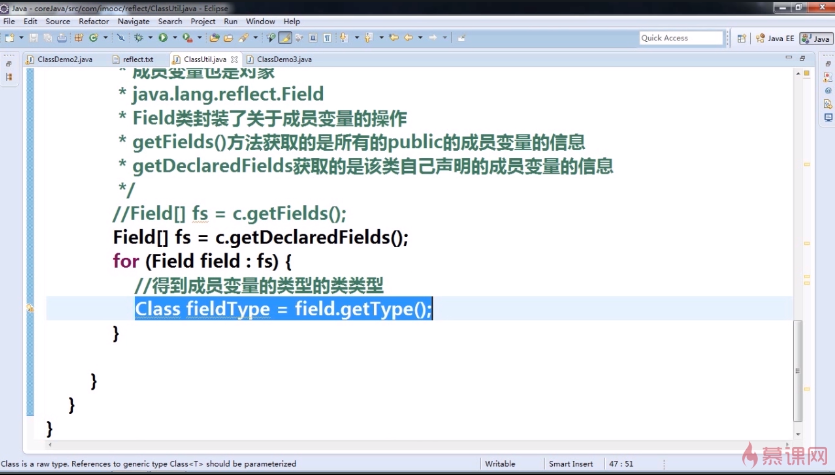 Java - coreJava/src/com/imooc/reflect/ClassUtil.java - Eclipse
File Edit Source Refactor Navigate Search Project Run Window Help
Quick Access
Java EE
Java
ClassDemo2.java
reflect.txt
ClassUtil.java
ClassDemo3.java
* 成员变量也是对象
* java.lang.reflect.Field
* Field类封装了关于成员变量的操作
* getFields()方法获取的是所有的public的成员变量的信息
* getDeclaredFields获取的是该类自己声明的成员变量的信息
*/
//Field[] fs = c.getFields();
Field[] fs = c.getDeclaredFields();
for (Field field : fs) {
//得到成员变量的类型的类类型
Class fieldType = field.getType();
}
}
}
}
Class is a raw type. References to generic type Class<T> should be parameterized
Writable
Smart Insert
47 : 51
慕课网